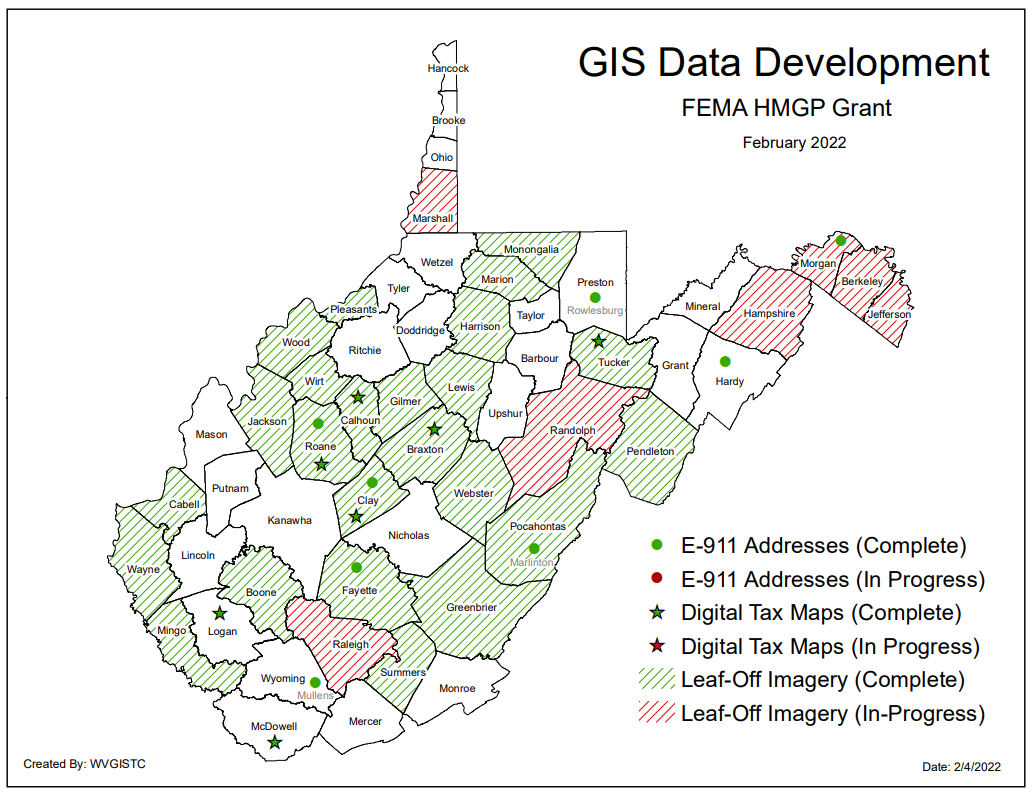 GIS Data Development
FEMA HMGP Grant
February 2022
Hancock
Brooke
Ohio
Marshall
Wetzel
Monongalia
Marion
Preston
Rowlesburg
Morgan
Berkeley
Jefferson
Hampshire
Mineral
Tyler
Pleasants
Doddridge
Harrison
Taylor
Wood
Ritchie
Barbour
Tucker
Grant
Hardy
Wirt
Lewis
Gilmer
Calhoun
Upshur
Jackson
Mason
Roane
Braxton
Randolph
Pendleton
Putnam
Cabell
Clay
Webster
Kanawha
Nicholas
Pocahontas
Marlinton
Lincoln
Wayne
Boone
Fayette
Greenbrier
Mingo
Logan
Raleigh
Summers
Wyoming
Mullens
Monroe
McDowell
Mercer
E-911 Addresses (Complete)
E-911 Addresses (In Progress)
Digital Tax Maps (Complete)
Digital Tax Maps (In Progress)
Leaf-Off Imagery (Complete)
Leaf-Off Imagery (In-Progress)
Created By: WVGISTC
Date: 2/4/2022